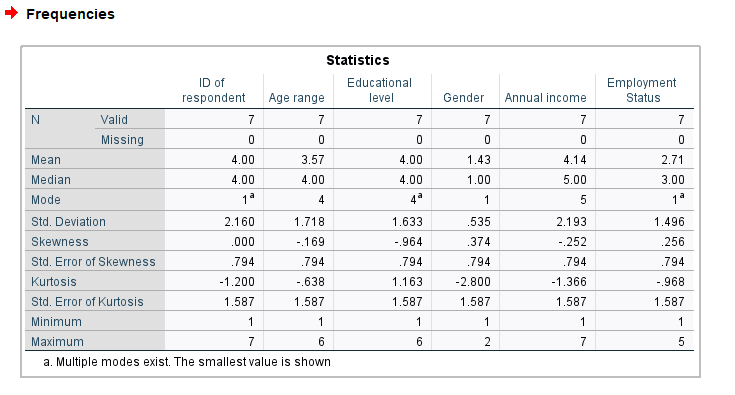 Frequencies
Statistics
ID of respondent Age range Educational level Gender Annual income Employment Status
N Valid 7 7 7 7 7 7
Missing 0 0 0 0 0 0
Mean 4.00 3.57 4.00 1.43 4.14 2.71
Median 4.00 4.00 4.00 1.00 5.00 3.00
Mode 1a 4 4a 1 5 1a
Std. Deviation 2.160 1.718 1.633 .535 2.193 1.496
Skewness .000 -.169 -.964 .374 -.252 .256
Std. Error of Skewness .794 .794 .794 .794 .794 .794
Kurtosis -1.200 -.638 1.163 -2.800 -1.366 -.968
Std. Error of Kurtosis 1.587 1.587 1.587 1.587 1.587 1.587
Minimum 1 1 1 1 1 1
Maximum 7 6 6 2 7 5
a. Multiple modes exist. The smallest value is shown